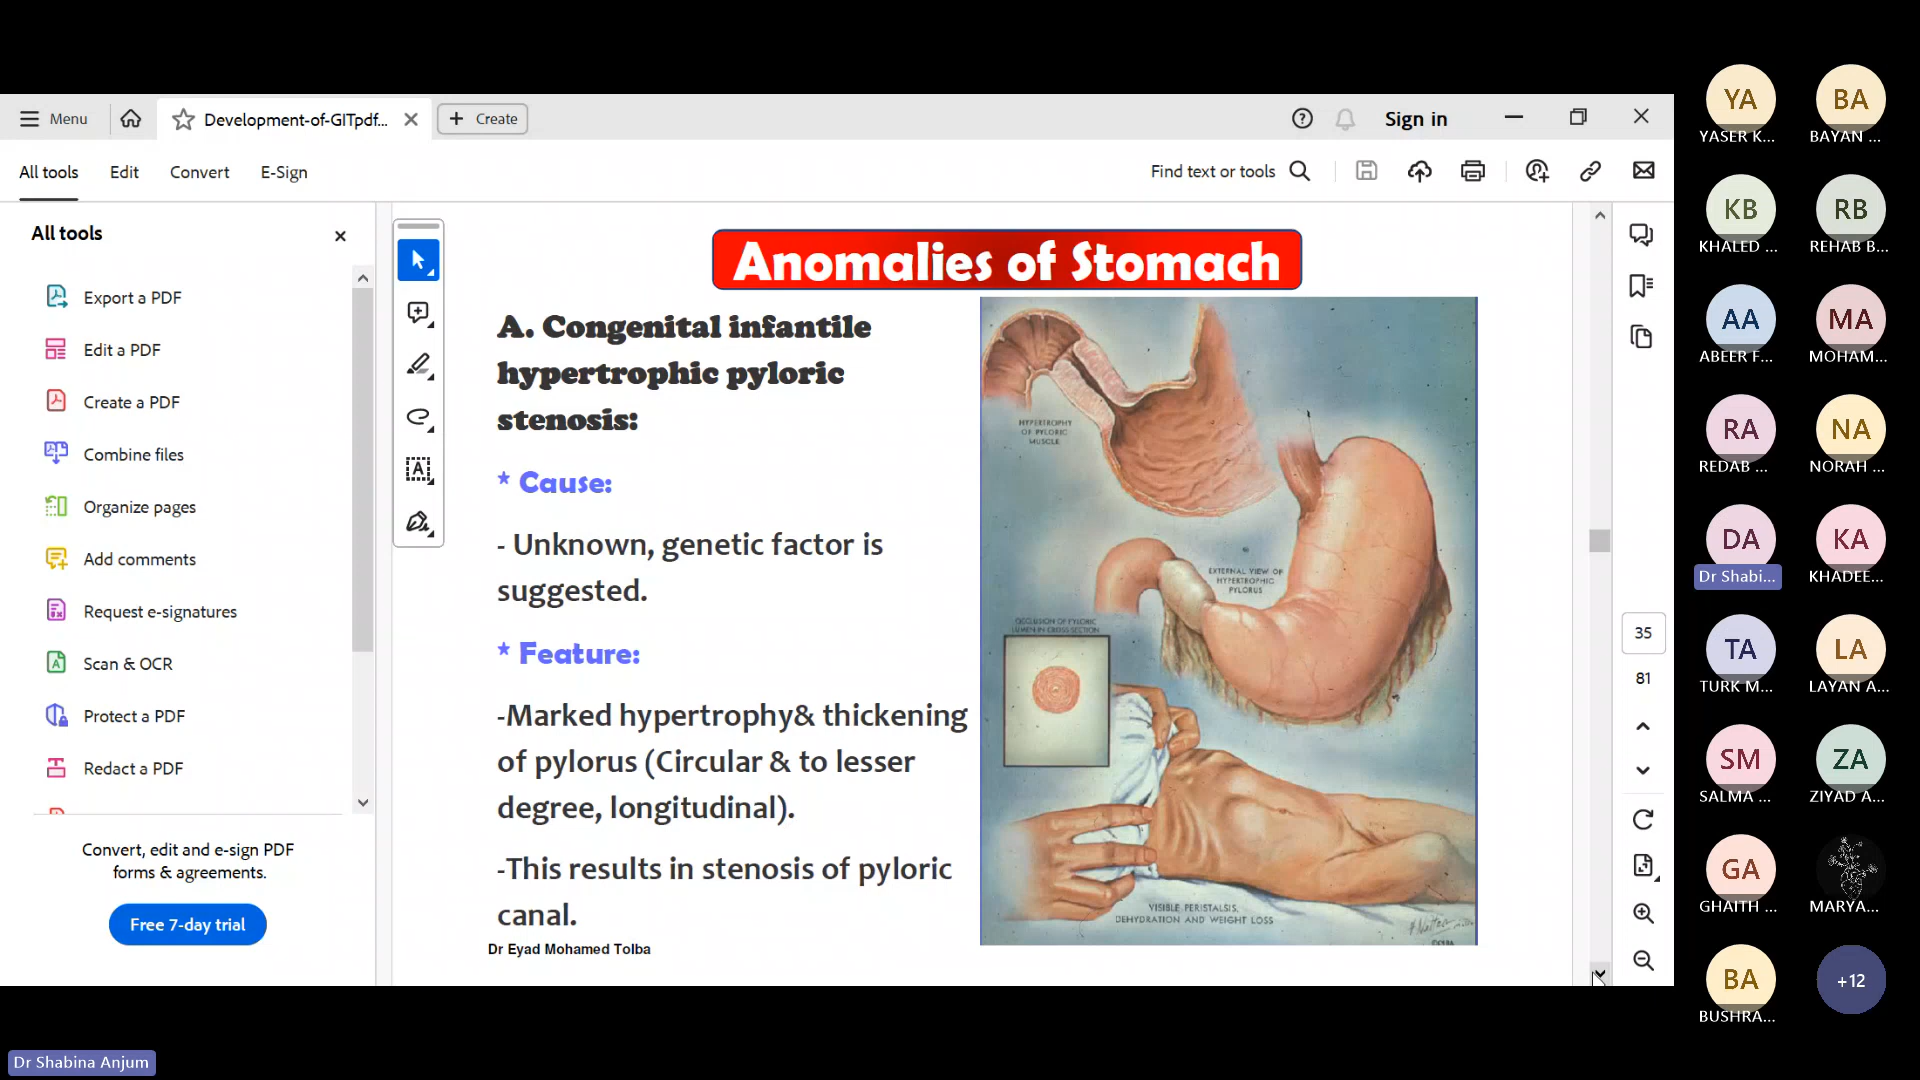 Menu
Development-of-GITpdf...
Create
Sign in
All tools
Edit
Convert
E-Sign
Find text or tools
All tools
Export a PDF
Edit a PDF
Create a PDF
Combine files
Organize pages
Add comments
Request e-signatures
Scan & OCR
Protect a PDF
Redact a PDF
Convert, edit and e-sign PDF
forms & agreements.
Free 7-day trial
Anomalies of Stomach
A. Congenital infantile
hypertrophic pyloric
stenosis:
* Cause:
- Unknown, genetic factor is
suggested.
* Feature:
-Marked hypertrophy& thickening
of pylorus (Circular & to lesser
degree, longitudinal).
-This results in stenosis of pyloric
canal.
Dr Eyad Mohamed Tolba
HYPERTROPHY
OF PYLORIC
MUSCLE
EXTERNAL VIEW OF
HYPERTROPHIC
PYLORUS
OCCLUSION OF PYLORIC
LUMEN IN CROSS SECTION
VISIBLE PERISTALSIS,
DEHYDRATION AND WEIGHT LOSS
35
81
YA
YASER K...
BA
BAYAN ...
KB
KHALED ...
RB
REHAB B...
AA
ABEER F...
MA
MOHAM...
RA
REDAB ...
NA
NORAH ...
DA
Dr Shabi...
KA
KHADEE...
TA
TURK M...
LA
LAYAN A...
SM
SALMA ...
ZA
ZIYAD A...
GA
GHAITH ...
MARYA...
BA
BUSHRA...
+12
Dr Shabina Anjum